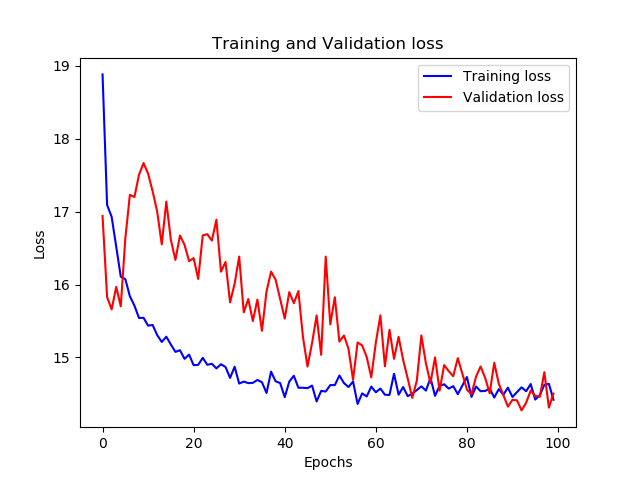 Training and Validation loss
Training loss
Validation loss
Loss
19
18
17
16
15
0
20
40
60
80
100
Epochs